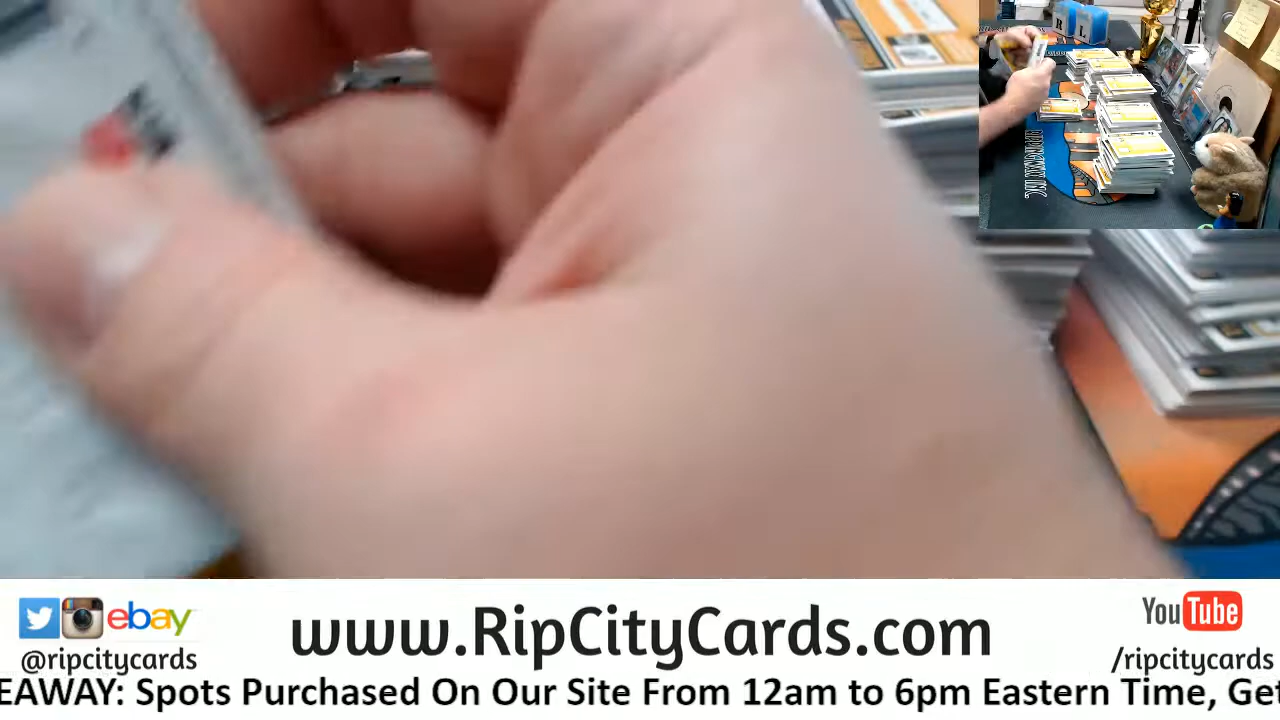 R L
ebay
@ripcitycards
www.RipCityCards.com
YouTube
/ripcitycards
EAWAY: Spots Purchased On Our Site From 12am to 6pm Eastern Time, Get